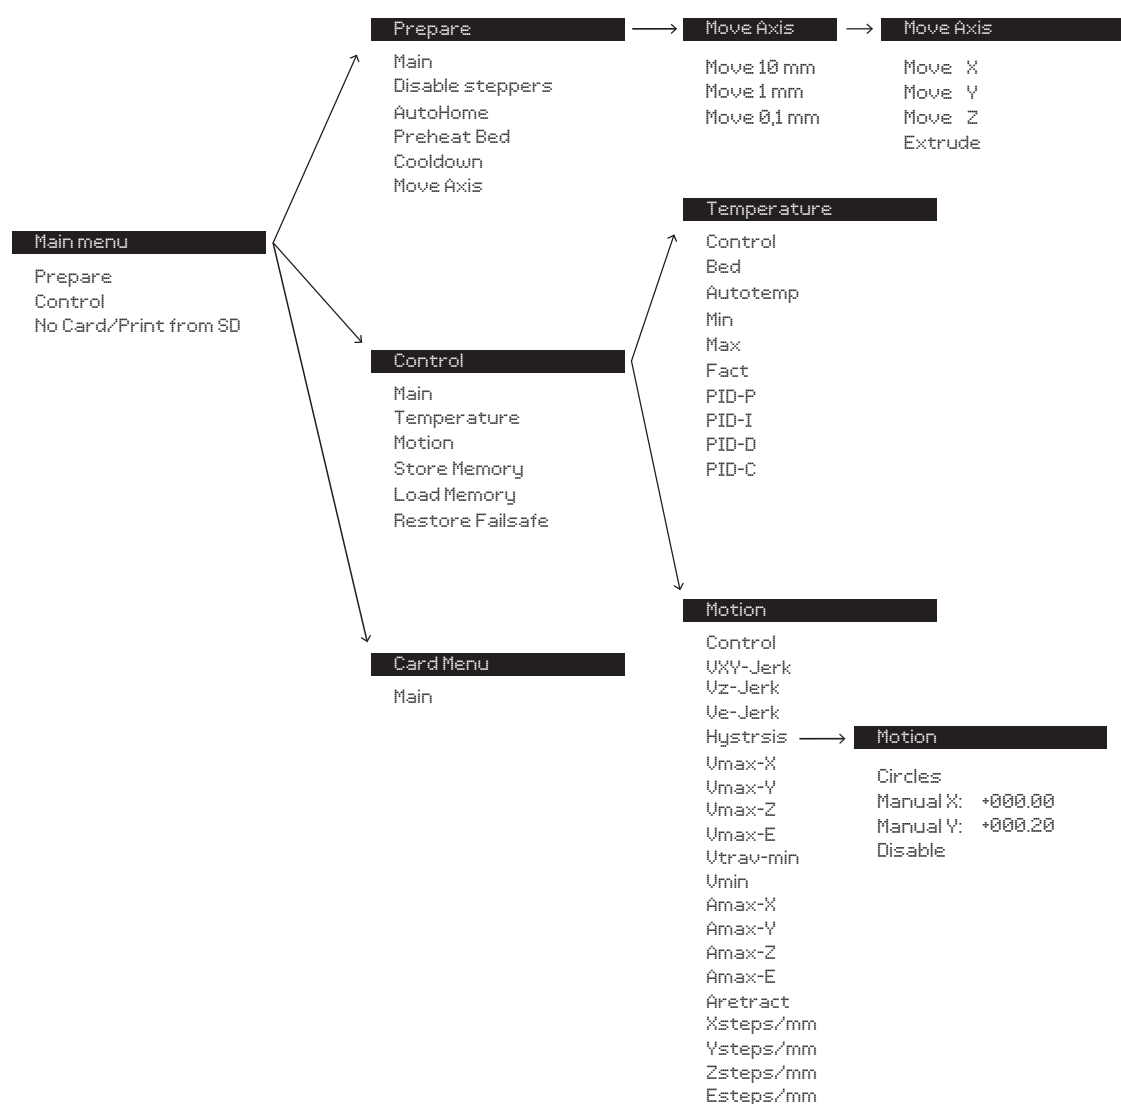 Main menu
Prepare
Control
No Card/Print from SD
Prepare
Main
Disable steppers
AutoHome
Preheat Bed
Cooldown
Move Axis
Move Axis
Move 10 mm
Move 1 mm
Move 0,1 mm
Move Axis
Move X
Move Y
Move Z
Extrude
Control
Main
Temperature
Motion
Store Memory
Load Memory
Restore Failsafe
Temperature
Control
Bed
Autotemp
Min
Max
Fact
PID-P
PID-I
PID-D
PID-C
Motion
Control
VXY-Jerk
Vz-Jerk
Ve-Jerk
Hystrsis
Vmax-X
Vmax-Y
Vmax-Z
Vmax-E
Vtrav-min
Vmin
Amax-X
Amax-Y
Amax-Z
Amax-E
Aretract
Xsteps/mm
Ysteps/mm
Zsteps/mm
Esteps/mm
Motion
Circles
Manual X: +000.00
Manual Y: +000.20
Disable
Card Menu
Main